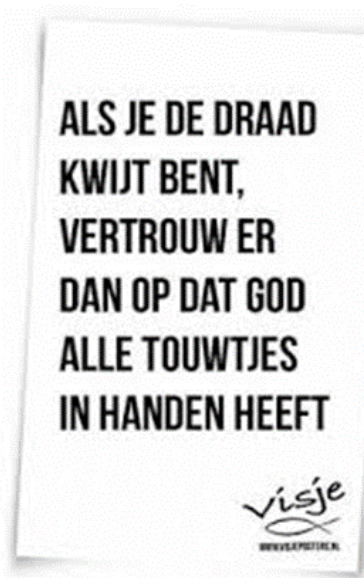 ALS JE DE DRAAD
KWIJT BENT,
VERTROUW ER
DAN OP DAT GOD
ALLE TOUWTJES
IN HANDEN HEEFT
visje